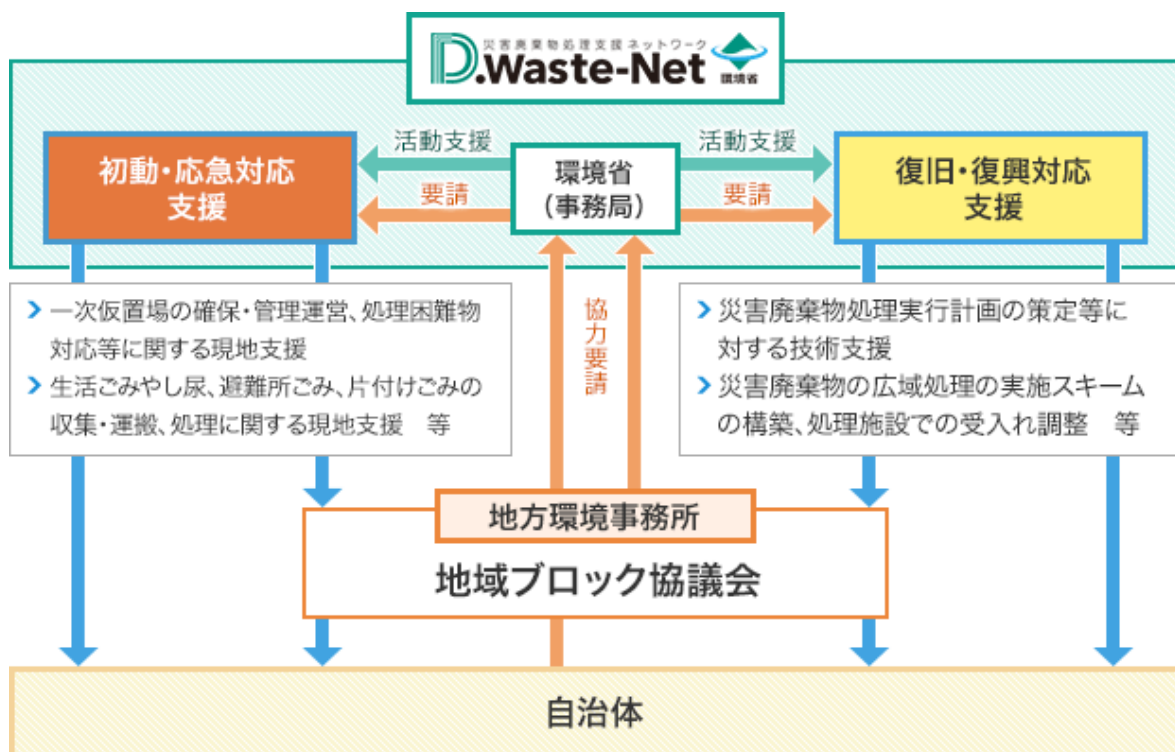 災害廃棄物処理支援ネットワーク
D.Waste-Net
環境省
初動・応急対応
支援
活動支援
要請
環境省
(事務局)
活動支援
要請
復旧・復興対応
支援
一次仮置場の確保・管理運営、処理困難物
対応等に関する現地支援
生活ごみやし尿、避難所ごみ、片付けごみの
収集・運搬、処理に関する現地支援 等
協力要請
災害廃棄物処理実行計画の策定等に
対する技術支援
災害廃棄物の広域処理の実施スキーム
の構築、処理施設での受入れ調整 等
地方環境事務所
地域ブロック協議会
自治体